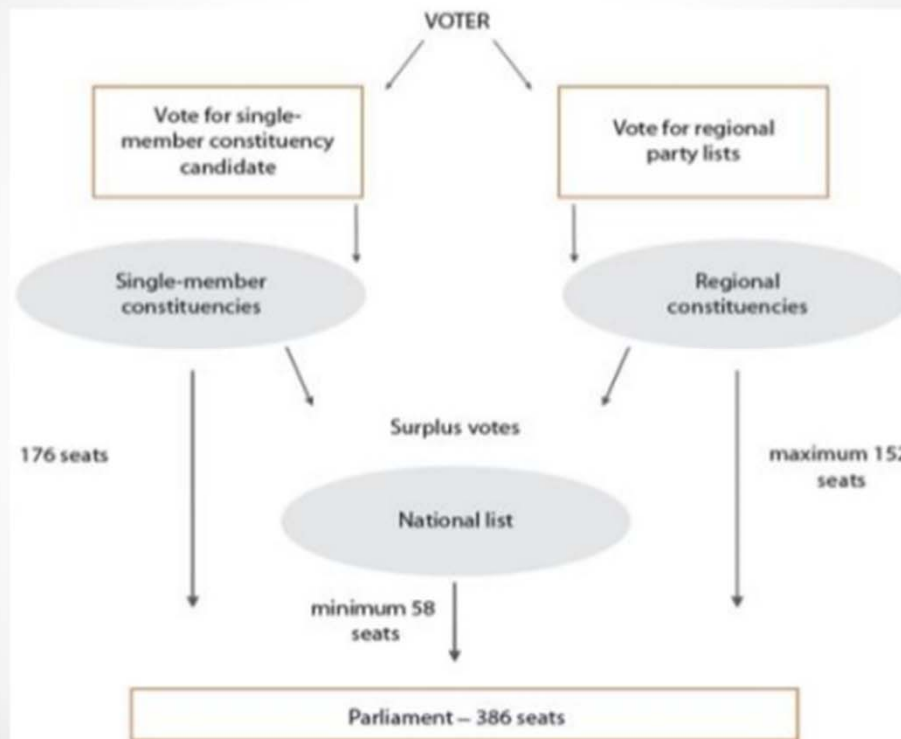 VOTER
Vote for single-
member constituency
candidate
Vote for regional
party lists
Single-member
constituencies
Regional
constituencies
Surplus votes
176 seats
maximum 152
seats
National list
minimum 58
seats
Parliament – 386 seats